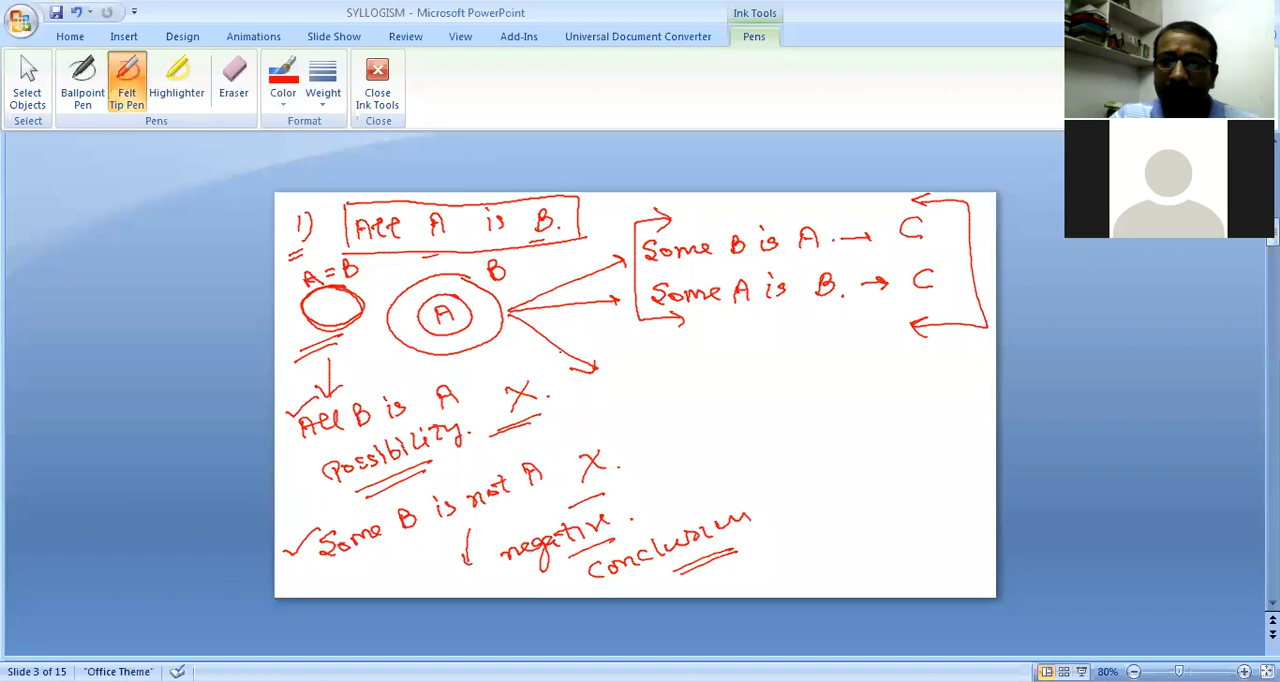 SYLLOGISM - Microsoft PowerPoint
Ink Tools
Home Insert Design Animations Slide Show Review View Add-Ins Universal Document Converter Pens
Select Objects
Ballpoint Pen
Felt Tip Pen
Highlighter
Eraser
Color
Weight
Close Ink Tools
Select Pens Format Close
1) All A is B.
A = B
B
A
Some B is A. → C
Some A is B. → C
All B is A X.
possibility.
Some B is not A X.
negative.
conclusion
Slide 3 of 15 "Office Theme" 80%